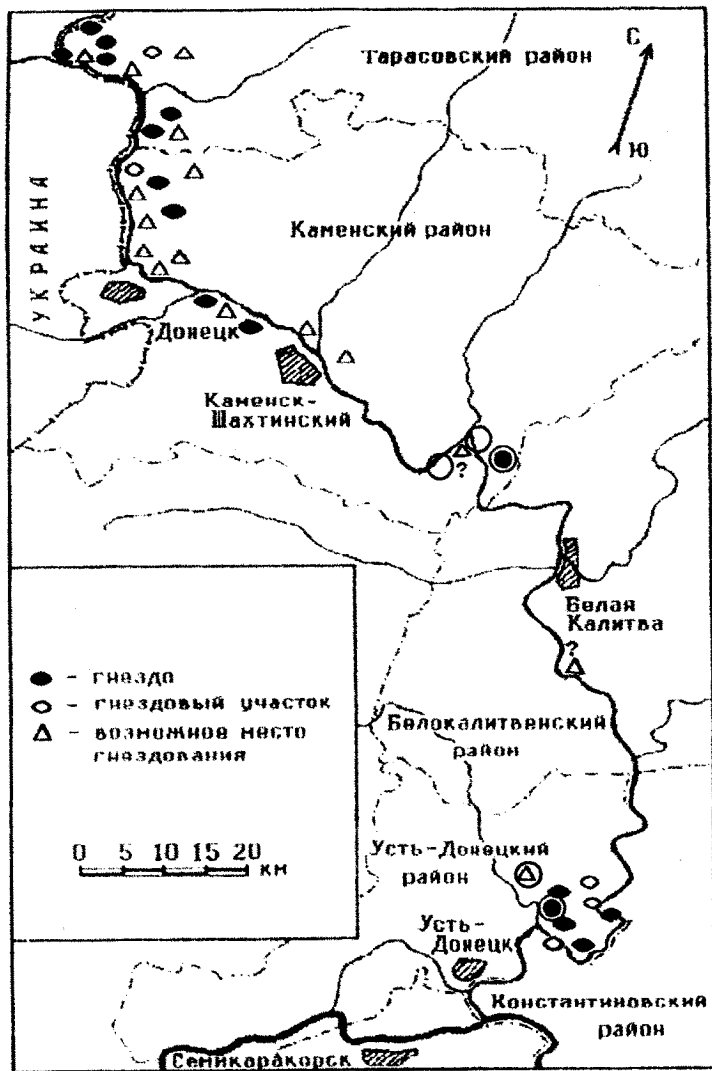 Тарасовский район
С
Ю
УКРАИНА
Каменский район
Донецк
Каменск-
Шахтинский
?
Белая
Калитва
?
● - гнездо
○ - гнездовый участок
△ - возможное место
гнездования
Белокалитвенский
район
0 5 10 15 20
км
Усть-Донецкий
район
Усть-
Донецк
Константиновский
район
Семикаракорск